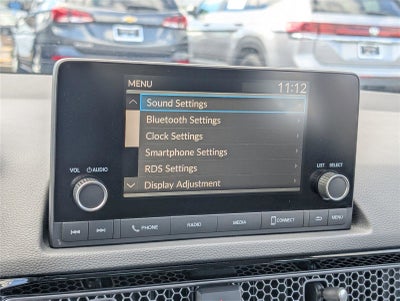 MENU
11:12
Sound Settings
Bluetooth Settings
Clock Settings
Smartphone Settings
RDS Settings
Display Adjustment
VOL
AUDIO
LIST
SELECT
PHONE
RADIO
MEDIA
CONNECT
MENU